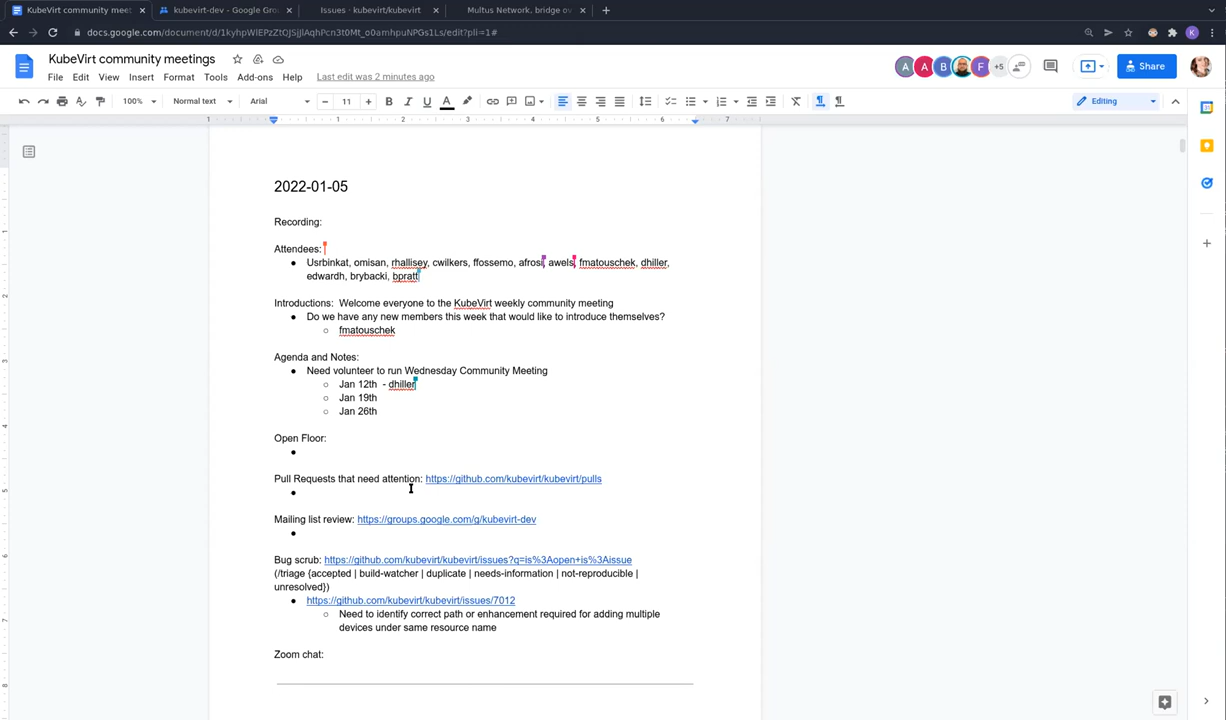 KubeVirt community mee
kubevirt-dev - Google Gro
Issues · kubevirt/kubevirt
Multus Network, bridge ov
KubeVirt community meetings
File Edit View Insert Format Tools Add-ons Help Last edit was 2 minutes ago
A A B F +5 Share
100% Normal text Arial 11 B I U A Editing
1 1 2 3 4 5 6 7
2022-01-05
Recording:
Attendees:
● Usrbinkat, omisan, rhallisey, cwilkers, ffossemo, afrosi, awels, fmatouschek, dhiller,
edwardh, brybacki, bpratt
Introductions: Welcome everyone to the KubeVirt weekly community meeting
● Do we have any new members this week that would like to introduce themselves?
○ fmatouschek
Agenda and Notes:
● Need volunteer to run Wednesday Community Meeting
○ Jan 12th - dhiller
○ Jan 19th
○ Jan 26th
Open Floor:
●
Pull Requests that need attention: https://github.com/kubevirt/kubevirt/pulls
●
Mailing list review: https://groups.google.com/g/kubevirt-dev
●
Bug scrub: https://github.com/kubevirt/kubevirt/issues?q=is%3Aopen+is%3Aissue
(/triage {accepted | build-watcher | duplicate | needs-information | not-reproducible |
unresolved})
● https://github.com/kubevirt/kubevirt/issues/7012
○ Need to identify correct path or enhancement required for adding multiple
devices under same resource name
Zoom chat: